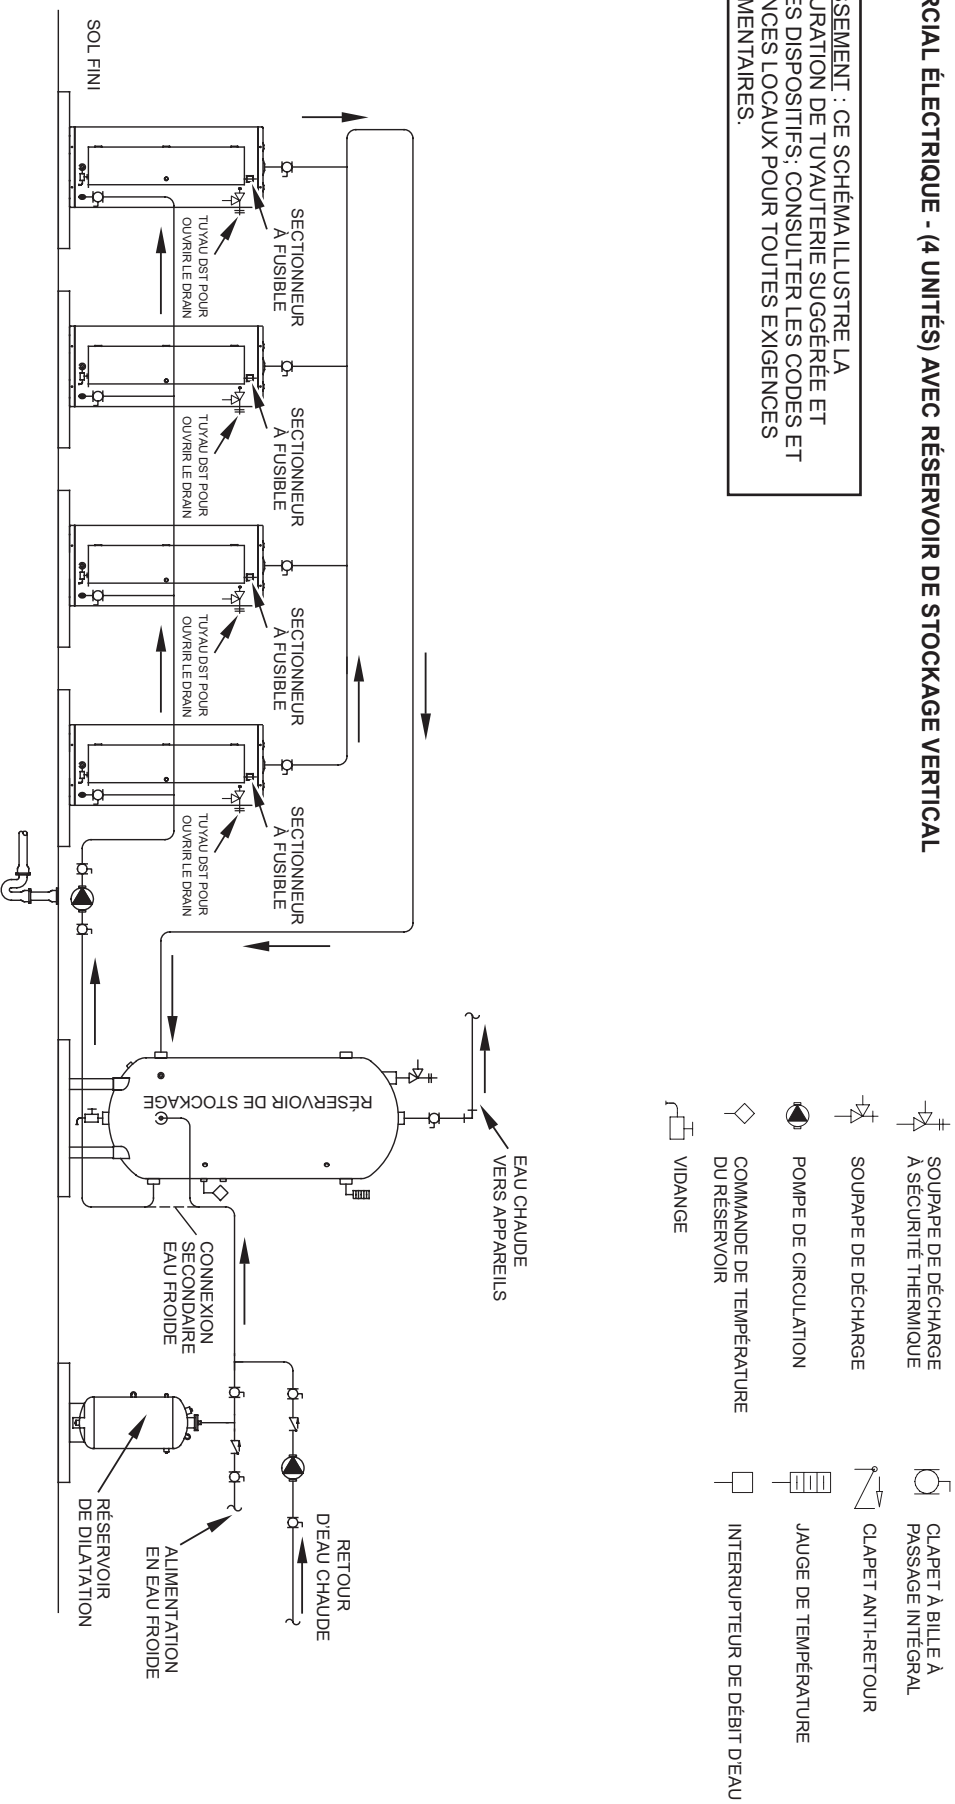 RCIAL ÉLECTRIQUE - (4 UNITÉS) AVEC RÉSERVOIR DE STOCKAGE VERTICAL
SSEMENT : CE SCHÉMA ILLUSTRE LA
URATION DE TUYAUTERIE SUGGÉRÉE ET
ES DISPOSITIFS; CONSULTER LES CODES ET
NCES LOCAUX POUR TOUTES EXIGENCES
MENTAIRES.
SOUPAPE DE DÉCHARGE
À SÉCURITÉ THERMIQUE
SOUPAPE DE DÉCHARGE
POMPE DE CIRCULATION
COMMANDE DE TEMPÉRATURE
DU RÉSERVOIR
VIDANGE
CLAPET À BILLE À
PASSAGE INTÉGRAL
CLAPET ANTI-RETOUR
JAUGE DE TEMPÉRATURE
INTERRUPTEUR DE DÉBIT D'EAU
EAU CHAUDE
VERS APPAREILS
SECTIONNEUR
À FUSIBLE
SECTIONNEUR
À FUSIBLE
SECTIONNEUR
À FUSIBLE
SECTIONNEUR
À FUSIBLE
TUYAU DST POUR
OUVRIR LE DRAIN
TUYAU DST POUR
OUVRIR LE DRAIN
TUYAU DST POUR
OUVRIR LE DRAIN
TUYAU DST POUR
OUVRIR LE DRAIN
RÉSERVOIR DE STOCKAGE
CONNEXION
SECONDAIRE
EAU FROIDE
RETOUR
D'EAU CHAUDE
ALIMENTATION
EN EAU FROIDE
RÉSERVOIR
DE DILATATION
SOL FINI